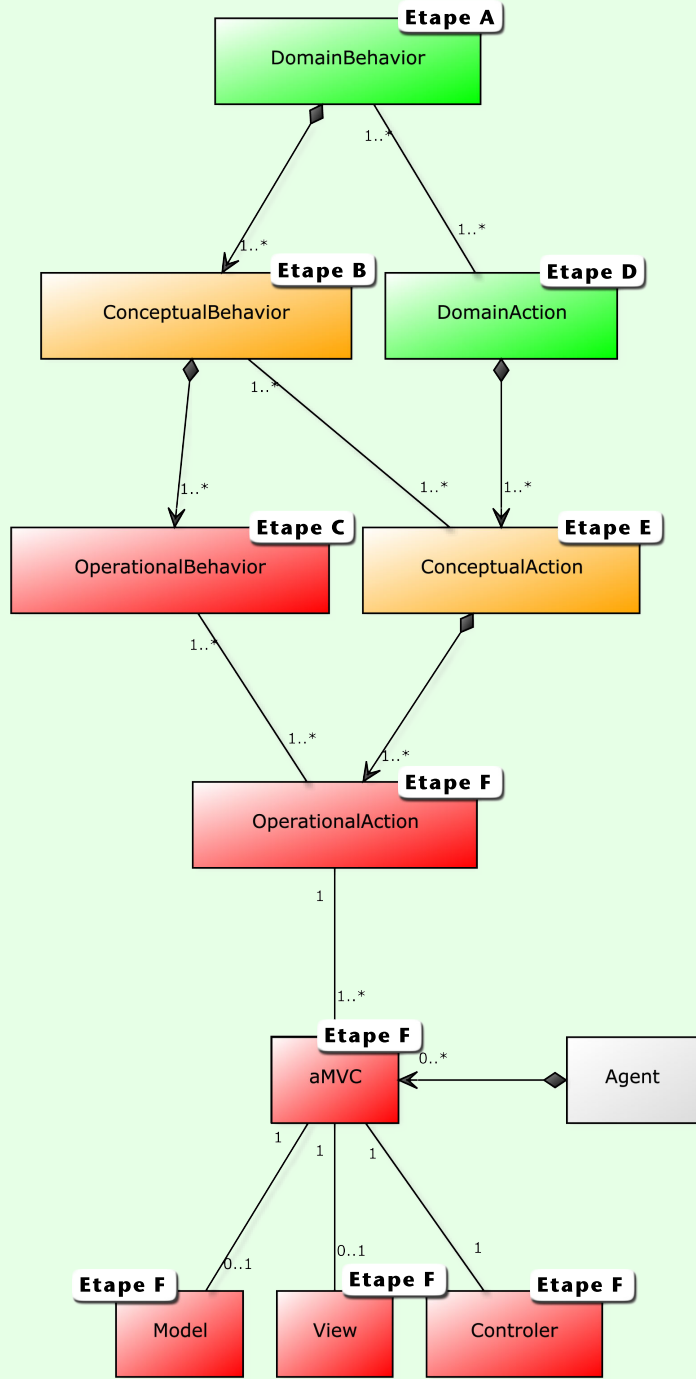 Etape A
DomainBehavior
1..*
1..*
1..*
Etape B
Etape D
ConceptualBehavior
DomainAction
1..*
1..*
1..*
1..*
Etape C
Etape E
OperationalBehavior
ConceptualAction
1..*
1..*
1..*
Etape F
OperationalAction
1
1..*
Etape F
0..*
aMVC
Agent
1
1
1
0..1
0..1
1
Etape F
Etape F
Etape F
Model
View
Controler